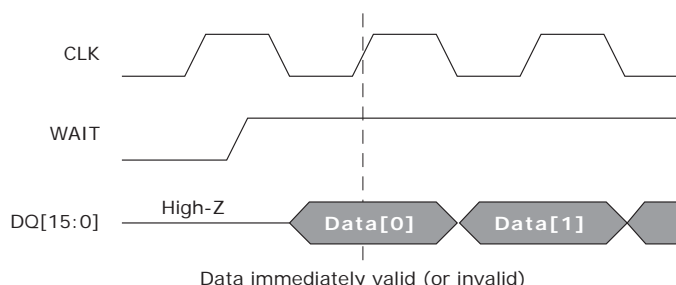 CLK
WAIT
DQ[15:0]
High-Z
Data[0]
Data[1]
Data immediately valid (or invalid)